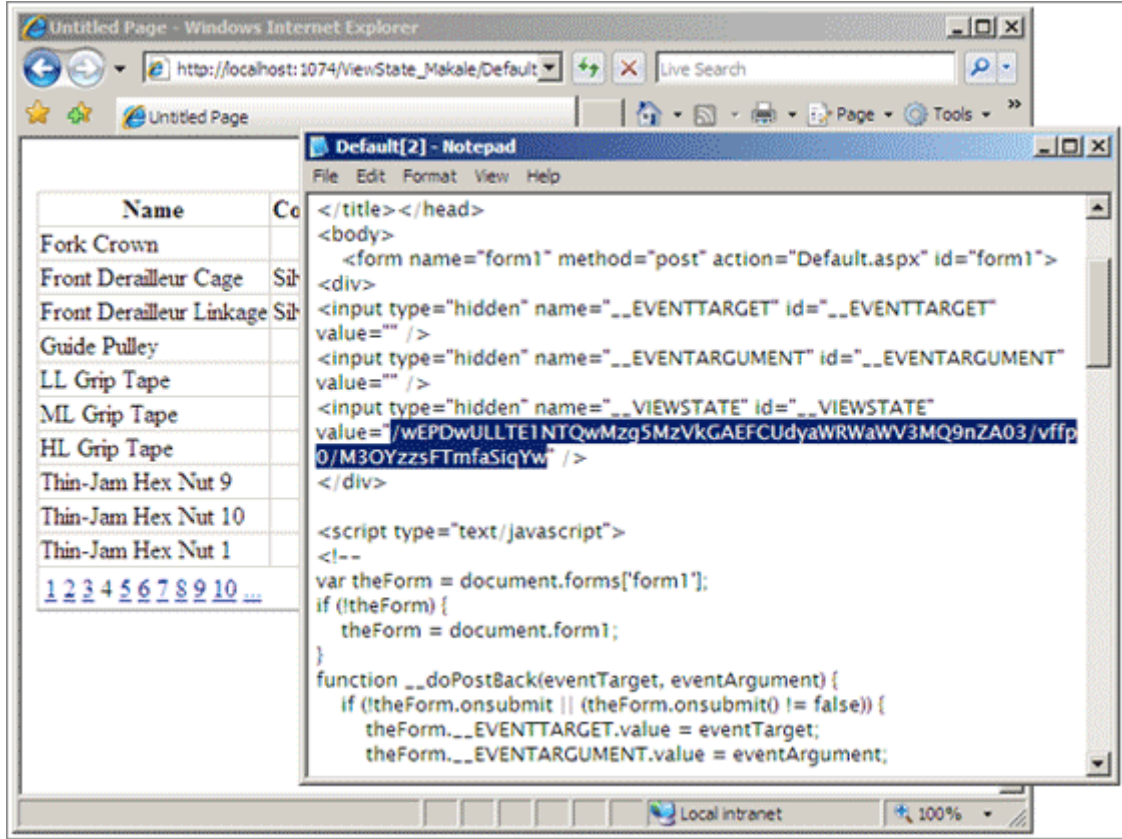 Untitled Page - Windows Internet Explorer
http://localhost:1074/ViewState_Makale/Default
Live Search
Untitled Page
Page
Tools
»
Name
Fork Crown
Front Derailleur Cage
Front Derailleur Linkage
Guide Pulley
LL Grip Tape
ML Grip Tape
HL Grip Tape
Thin-Jam Hex Nut 9
Thin-Jam Hex Nut 10
Thin-Jam Hex Nut 1
1 2 3 4 5 6 7 8 9 10 ...
Default[2] - Notepad
File Edit Format View Help
</title></head>
<body>
<form name="form1" method="post" action="Default.aspx" id="form1">
<div>
<input type="hidden" name="__EVENTTARGET" id="__EVENTTARGET"
value="" />
<input type="hidden" name="__EVENTARGUMENT" id="__EVENTARGUMENT"
value="" />
<input type="hidden" name="__VIEWSTATE" id="__VIEWSTATE"
value="/wEPDwULLTE1NTQwMzg5MzVkGAEFCUdyaWRWaWV3MQ9nZA03/vffp
0/M3OYzzsFTmfaSiqYw" />
</div>
<script type="text/javascript">
<!--
var theForm = document.forms['form1'];
if (!theForm) {
theForm = document.form1;
}
function __doPostBack(eventTarget, eventArgument) {
if (!theForm.onsubmit || (theForm.onsubmit() != false)) {
theForm.__EVENTTARGET.value = eventTarget;
theForm.__EVENTARGUMENT.value = eventArgument;
Local intranet
100%